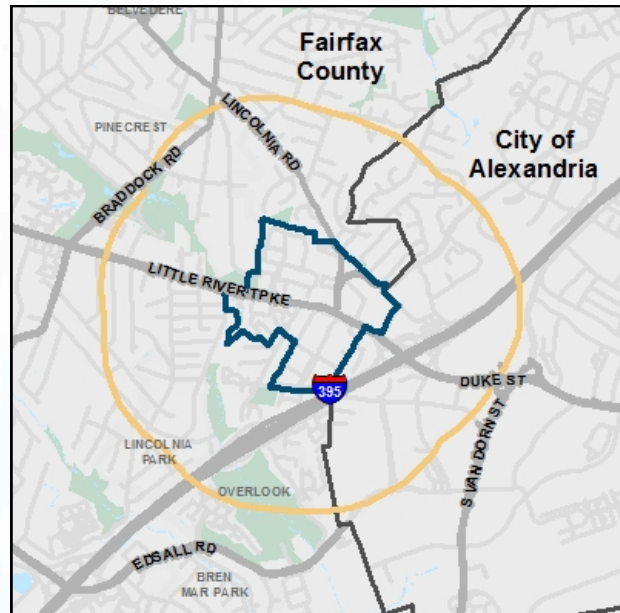 BELVEDERE
Fairfax
County
LINCOLNIA RD
City of
Alexandria
PINECREST
BRADDOCK RD
LITTLE RIVER TPKE
395
DUKE ST
S VAN DORN ST
LINCOLNIA
PARK
OVERLOOK
EDSALL RD
BREN
MAR PARK